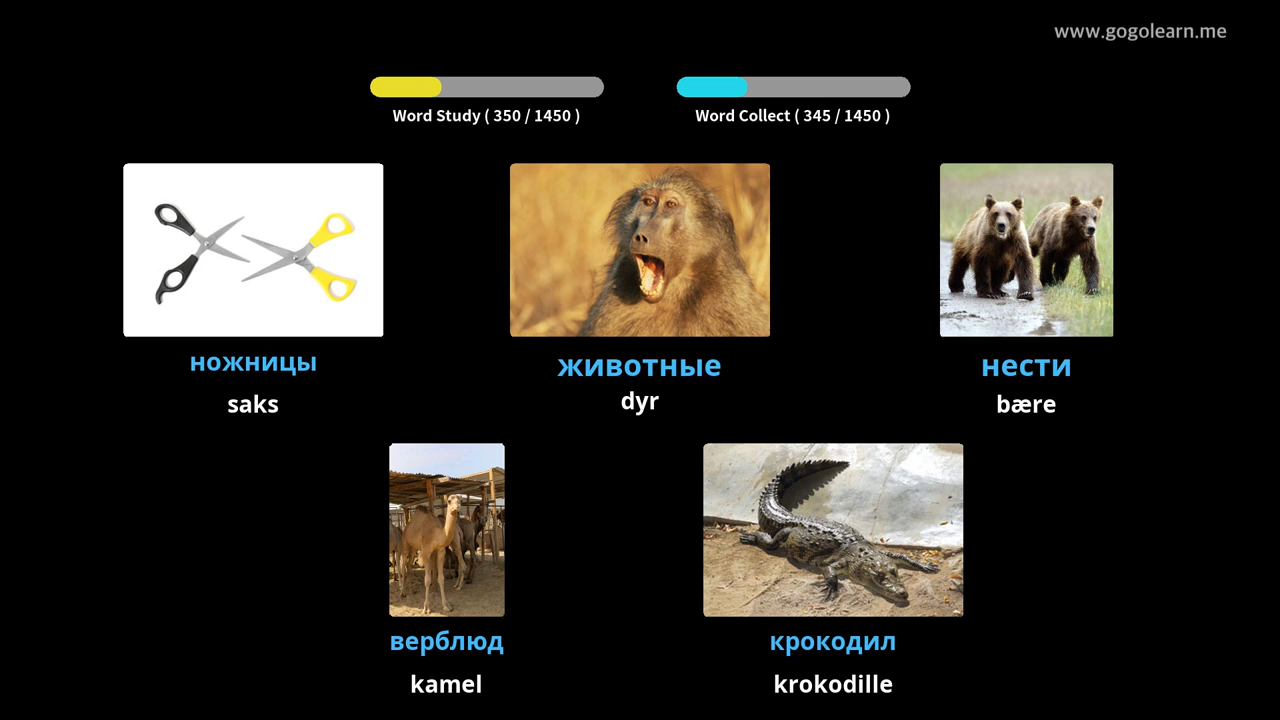 www.gogolearn.me
Word Study ( 350 / 1450 )
Word Collect ( 345 / 1450 )
ножницы
saks
животные
dyr
нести
bære
верблюд
kamel
крокодил
krokodille